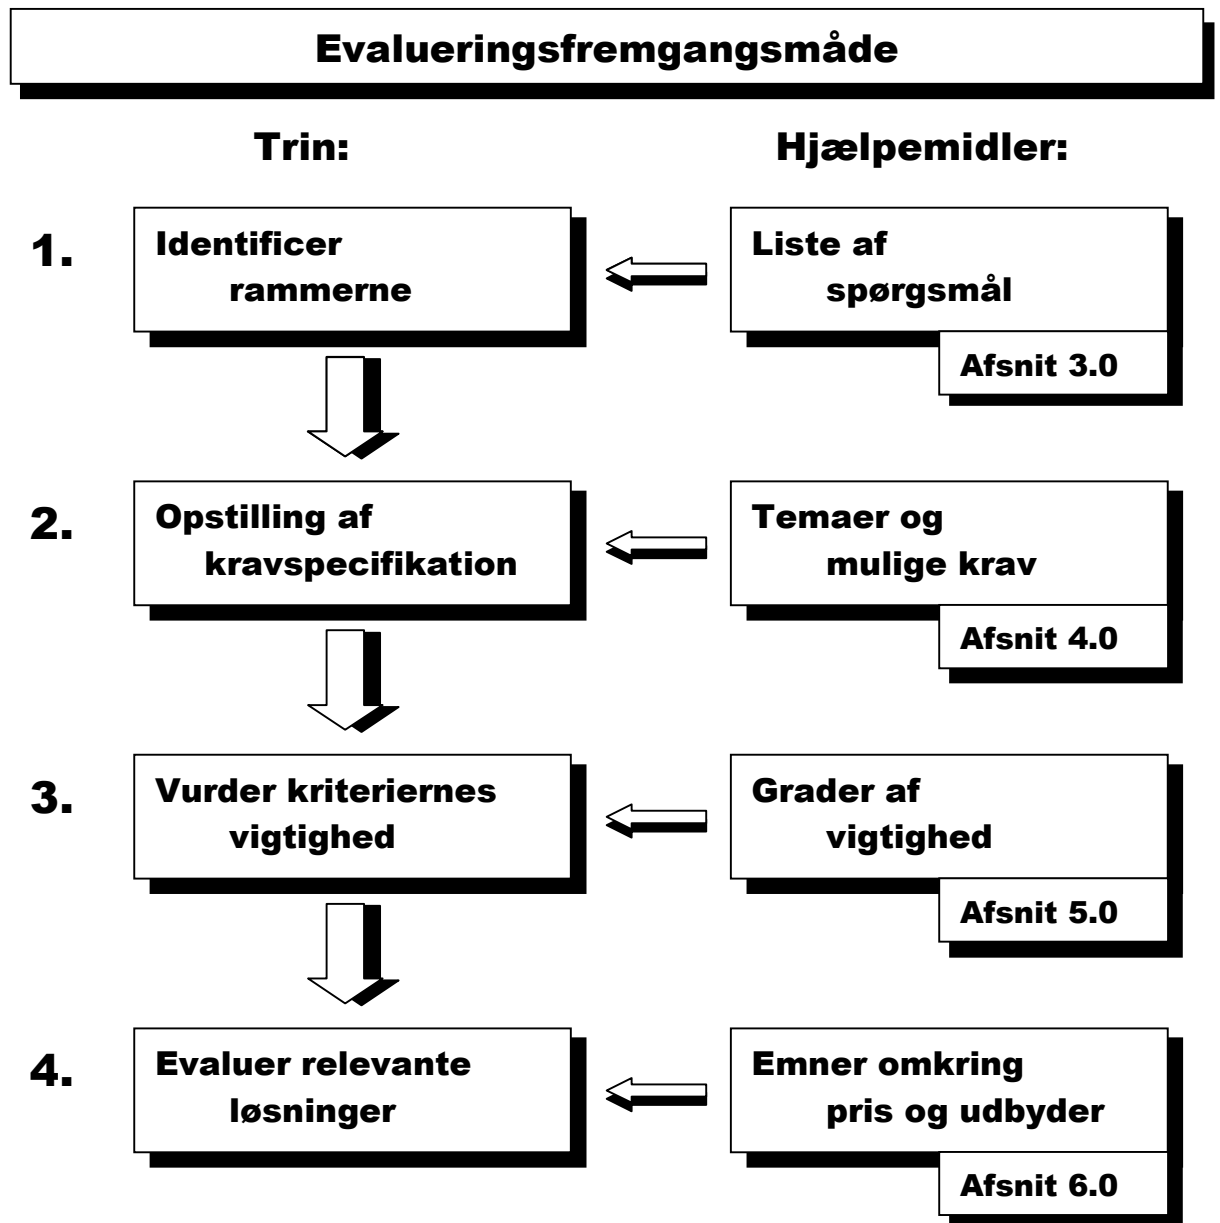 Evalueringsfremgangsmåde
Trin:
Hjælpemidler:
1.
Identificer
rammerne
Liste af
spørgsmål
Afsnit 3.0
2.
Opstilling af
kravspecifikation
Temaer og
mulige krav
Afsnit 4.0
3.
Vurder kriteriernes
vigtighed
Grader af
vigtighed
Afsnit 5.0
4.
Evaluer relevante
løsninger
Emner omkring
pris og udbyder
Afsnit 6.0